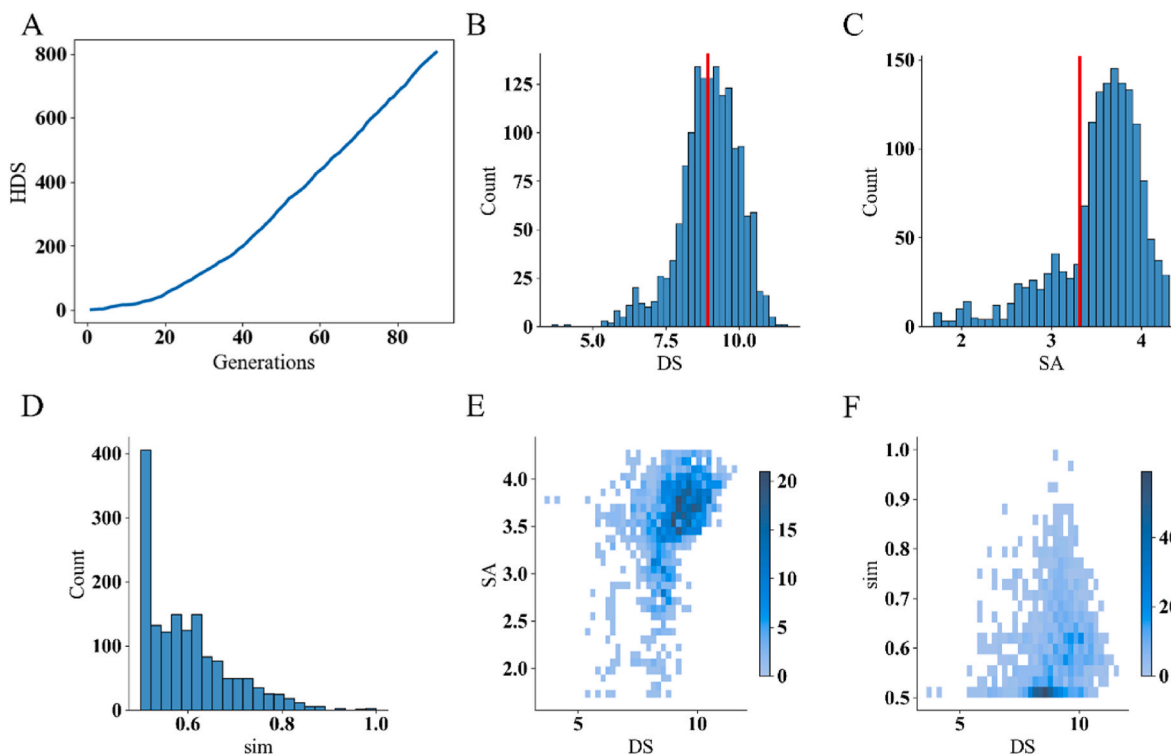 A
800
600
400
200
0
HDS
0 20 40 60 80
Generations
B
125
100
75
50
25
0
Count
5.0 7.5 10.0
DS
C
150
100
50
0
Count
2 3 4
SA
D
400
300
200
100
0
Count
0.6 0.8 1.0
sim
E
4.0
3.5
3.0
2.5
2.0
SA
5 10
DS
20
15
10
5
0
F
1.0
0.9
0.8
0.7
0.6
0.5
sim
5 10
DS
40
20
0